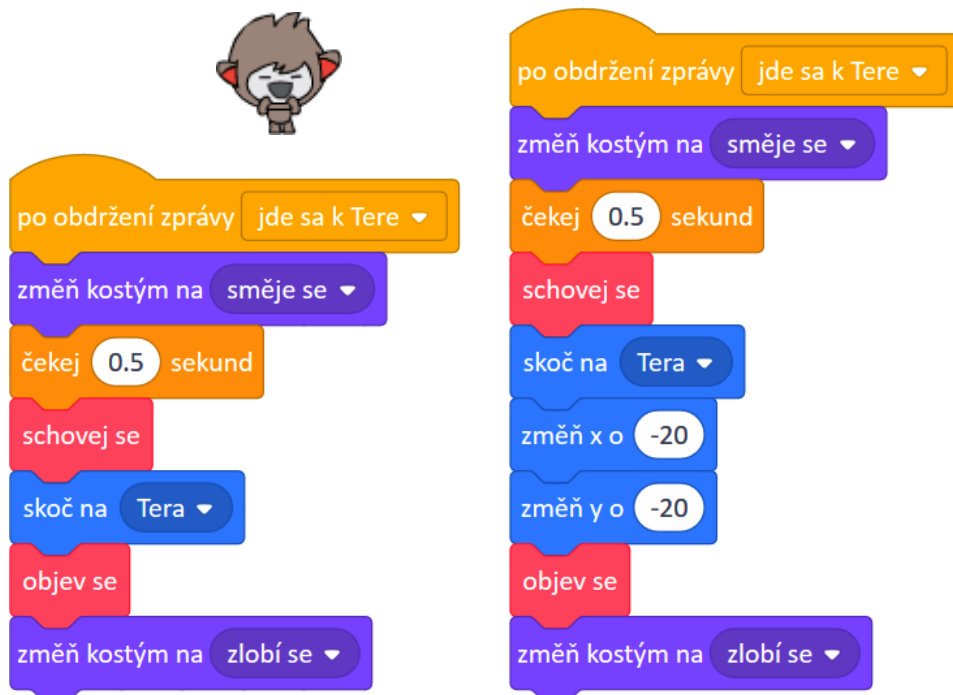 po obdržení zprávy jde sa k Tere
změň kostým na směje se
čekej 0.5 sekund
schovej se
skoč na Tera
objev se
změň kostým na zlobí se
po obdržení zprávy jde sa k Tere
změň kostým na směje se
čekej 0.5 sekund
schovej se
skoč na Tera
změň x o -20
změň y o -20
objev se
změň kostým na zlobí se